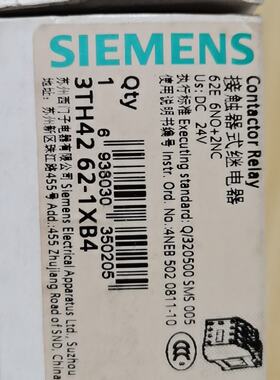 SIEMENS
Contactor Relay
接触器式继电器
62E 6NO+2NC
Us: DC 24V
执行标准 Executing standard: Q/320500 SMS 005
使用说明书编号 Instr. Ord. No.:4NEB 502 0811-10
Qty
1
6 938030 350205
3TH42 62-1XB4
苏州西门子电器有限公司 Siemens Electrical Apparatus Ltd., Suzhou
地址: 苏州新区珠江路455号 Add.:455 Zhujiang Road of SND, China
CCC